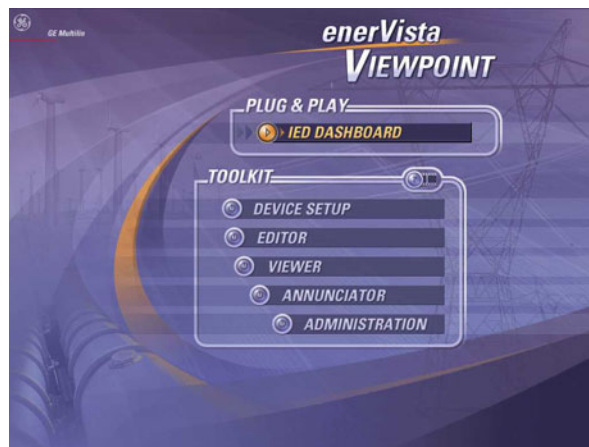 GE Multilin
enerVista
VIEWPOINT
PLUG & PLAY
IED DASHBOARD
TOOLKIT
DEVICE SETUP
EDITOR
VIEWER
ANNUNCIATOR
ADMINISTRATION